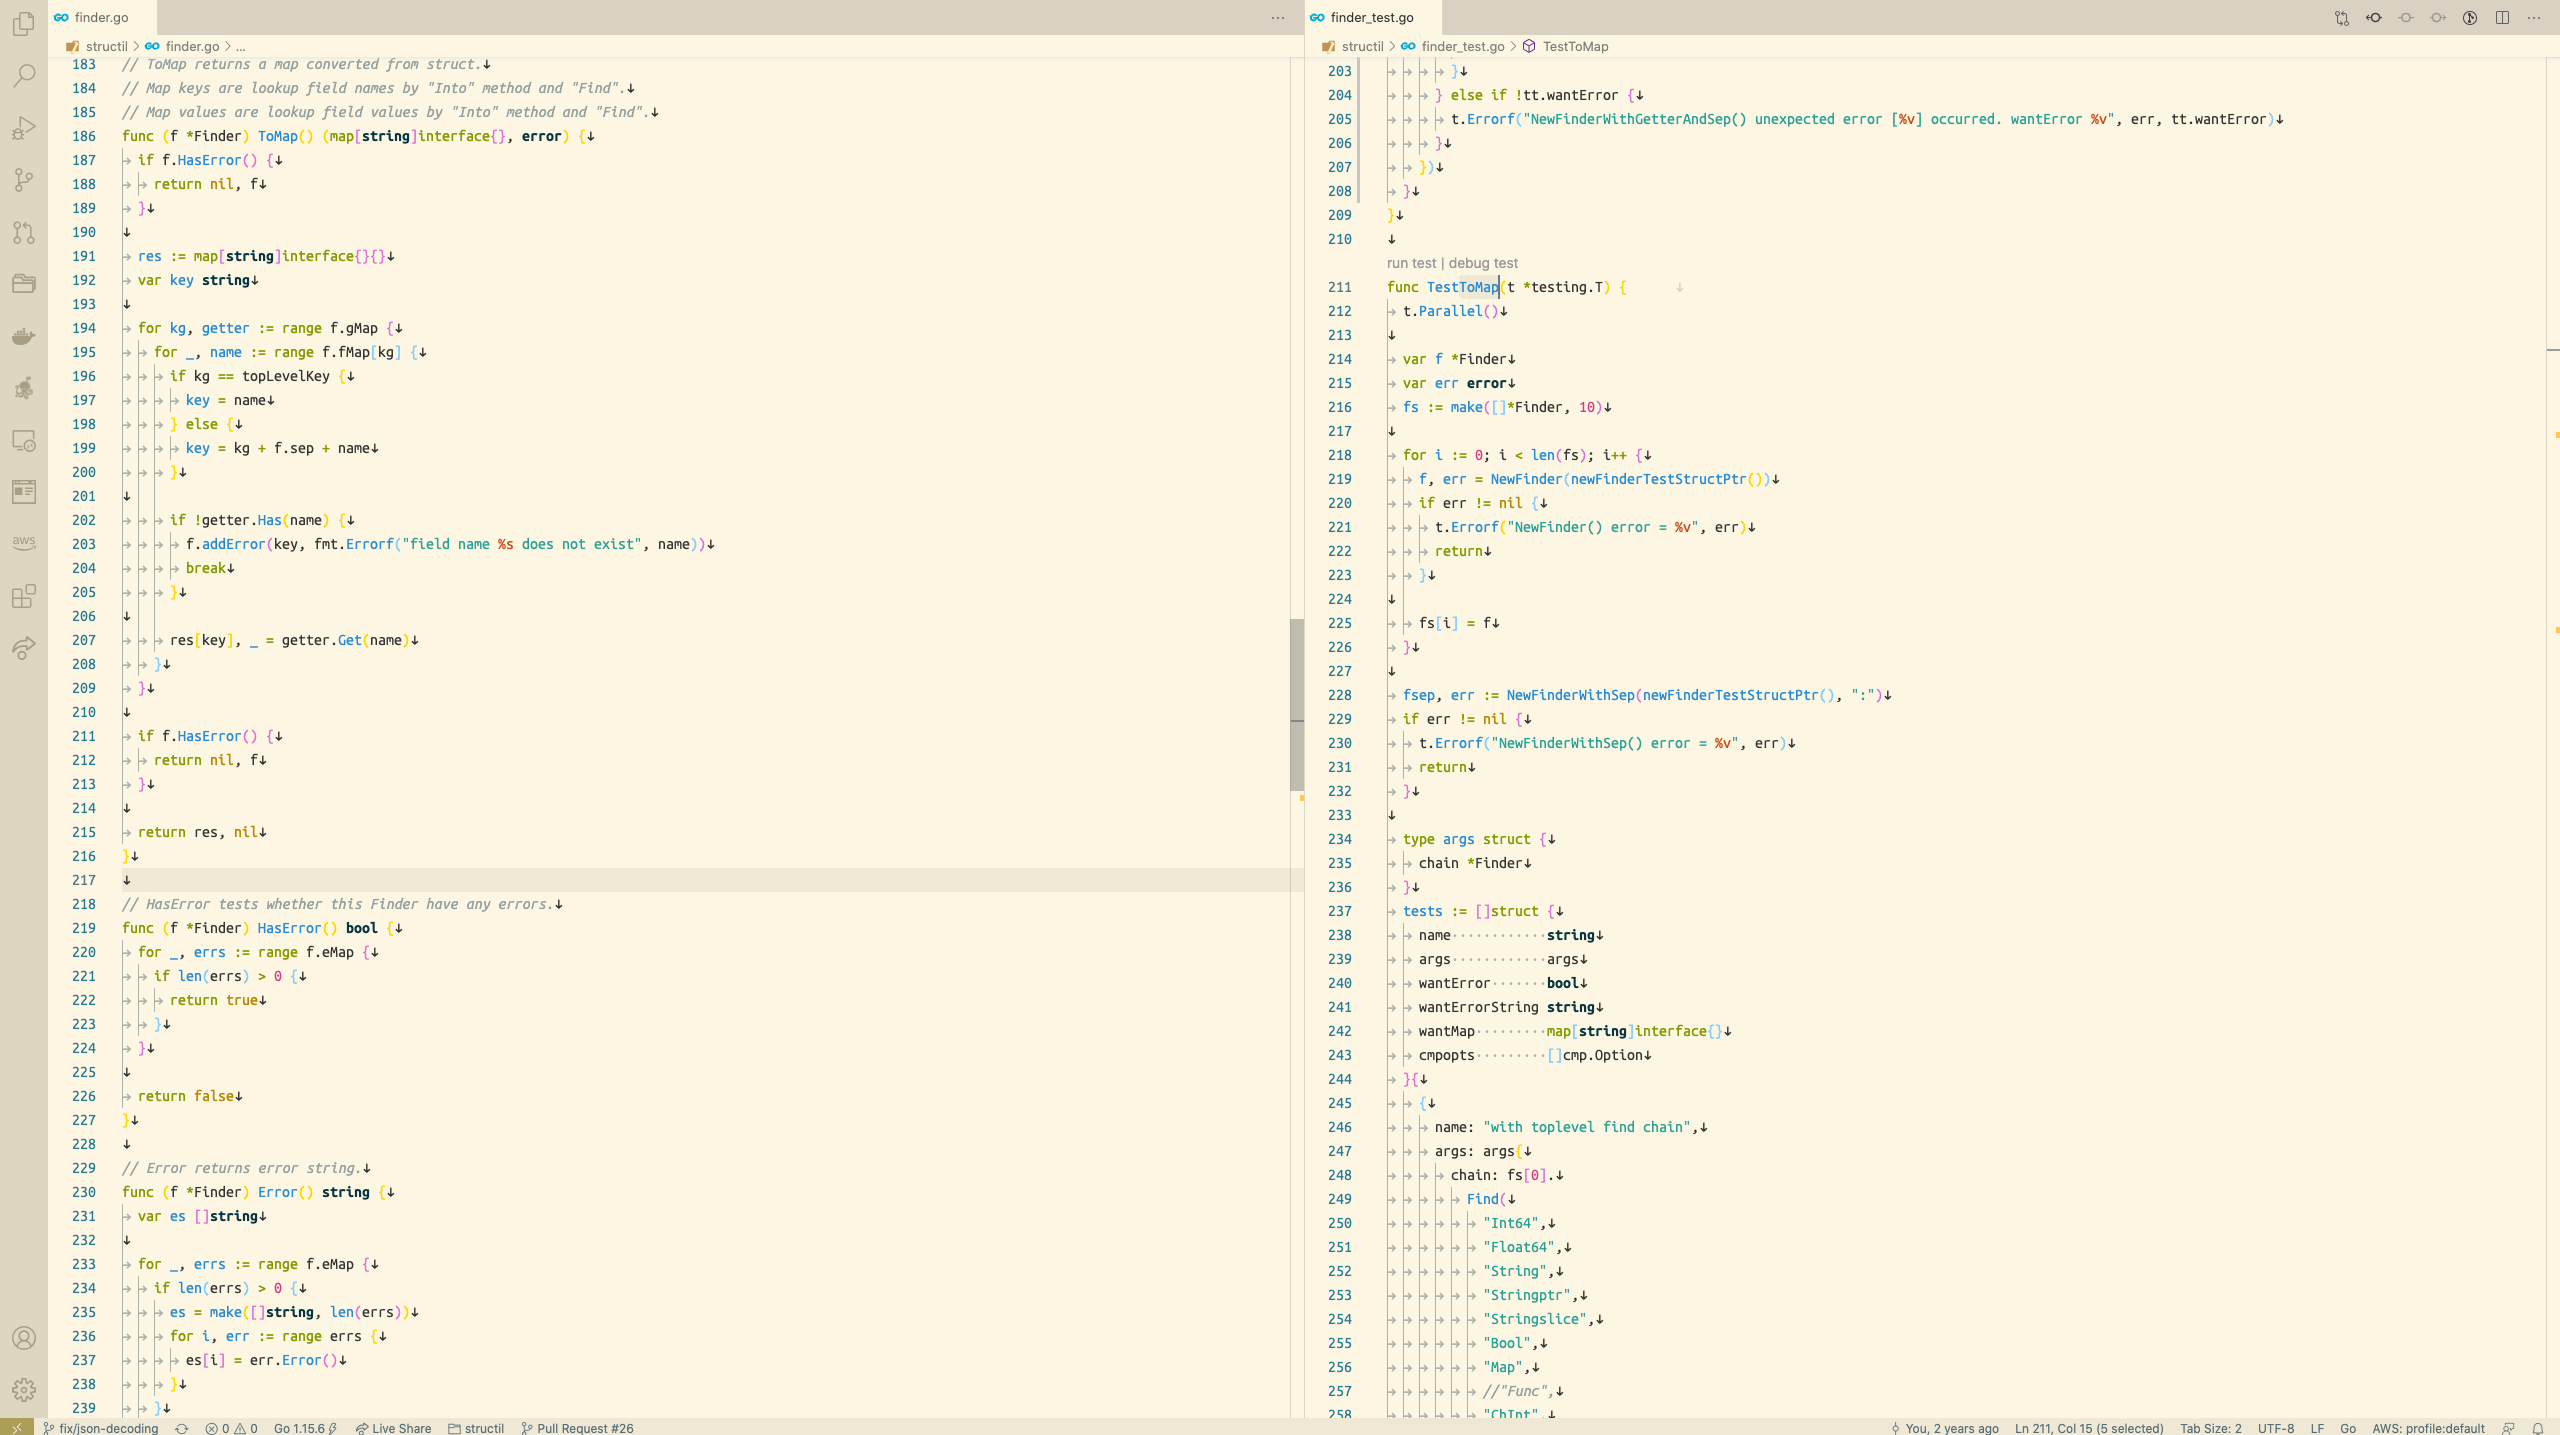 finder.go
structil > finder.go > ...
183 // ToMap returns a map converted from struct.
184 // Map keys are lookup field names by "Into" method and "Find".
185 // Map values are lookup field values by "Into" method and "Find".
186 func (f *Finder) ToMap() (map[string]interface{}, error) {
187 if f.HasError() {
188 return nil, f
189 }
190
191 res := map[string]interface{}{}
192 var key string
193
194 for kg, getter := range f.gMap {
195 for _, name := range f.fMap[kg] {
196 if kg == topLevelKey {
197 key = name
198 } else {
199 key = kg + f.sep + name
200 }
201
202 if !getter.Has(name) {
203 f.addError(key, fmt.Errorf("field name %s does not exist", name))
204 break
205 }
206
207 res[key], _ = getter.Get(name)
208 }
209 }
210
211 if f.HasError() {
212 return nil, f
213 }
214
215 return res, nil
216 }
217
218 // HasError tests whether this Finder have any errors.
219 func (f *Finder) HasError() bool {
220 for _, errs := range f.eMap {
221 if len(errs) > 0 {
222 return true
223 }
224 }
225
226 return false
227 }
228
229 // Error returns error string.
230 func (f *Finder) Error() string {
231 var es []string
232
233 for _, errs := range f.eMap {
234 if len(errs) > 0 {
235 es = make([]string, len(errs))
236 for i, err := range errs {
237 es[i] = err.Error()
238 }
239 }
finder_test.go
structil > finder_test.go > TestToMap
203 }
204 } else if !tt.wantError {
205 t.Errorf("NewFinderWithGetterAndSep() unexpected error [%v] occurred. wantError %v", err, tt.wantError)
206 }
207 })
208 }
209 }
210
run test | debug test
211 func TestToMap(t *testing.T) {
212 t.Parallel()
213
214 var f *Finder
215 var err error
216 fs := make([]*Finder, 10)
217
218 for i := 0; i < len(fs); i++ {
219 f, err = NewFinder(newFinderTestStructPtr())
220 if err != nil {
221 t.Errorf("NewFinder() error = %v", err)
222 return
223 }
224
225 fs[i] = f
226 }
227
228 fsep, err := NewFinderWithSep(newFinderTestStructPtr(), ":")
229 if err != nil {
230 t.Errorf("NewFinderWithSep() error = %v", err)
231 return
232 }
233
234 type args struct {
235 chain *Finder
236 }
237 tests := []struct {
238 name string
239 args args
240 wantError bool
241 wantErrorString string
242 wantMap map[string]interface{}
243 cmpopts []cmp.Option
244 }{
245 {
246 name: "with toplevel find chain",
247 args: args{
248 chain: fs[0].
249 Find(
250 "Int64",
251 "Float64",
252 "String",
253 "Stringptr",
254 "Stringslice",
255 "Bool",
256 "Map",
257 //"Func",
258 "ChInt",
aws
fix/json-decoding 0 0 Go 1.15.6 Live Share structil Pull Request #26 You, 2 years ago Ln 211, Col 15 (5 selected) Tab Size: 2 UTF-8 LF Go AWS: profile:default